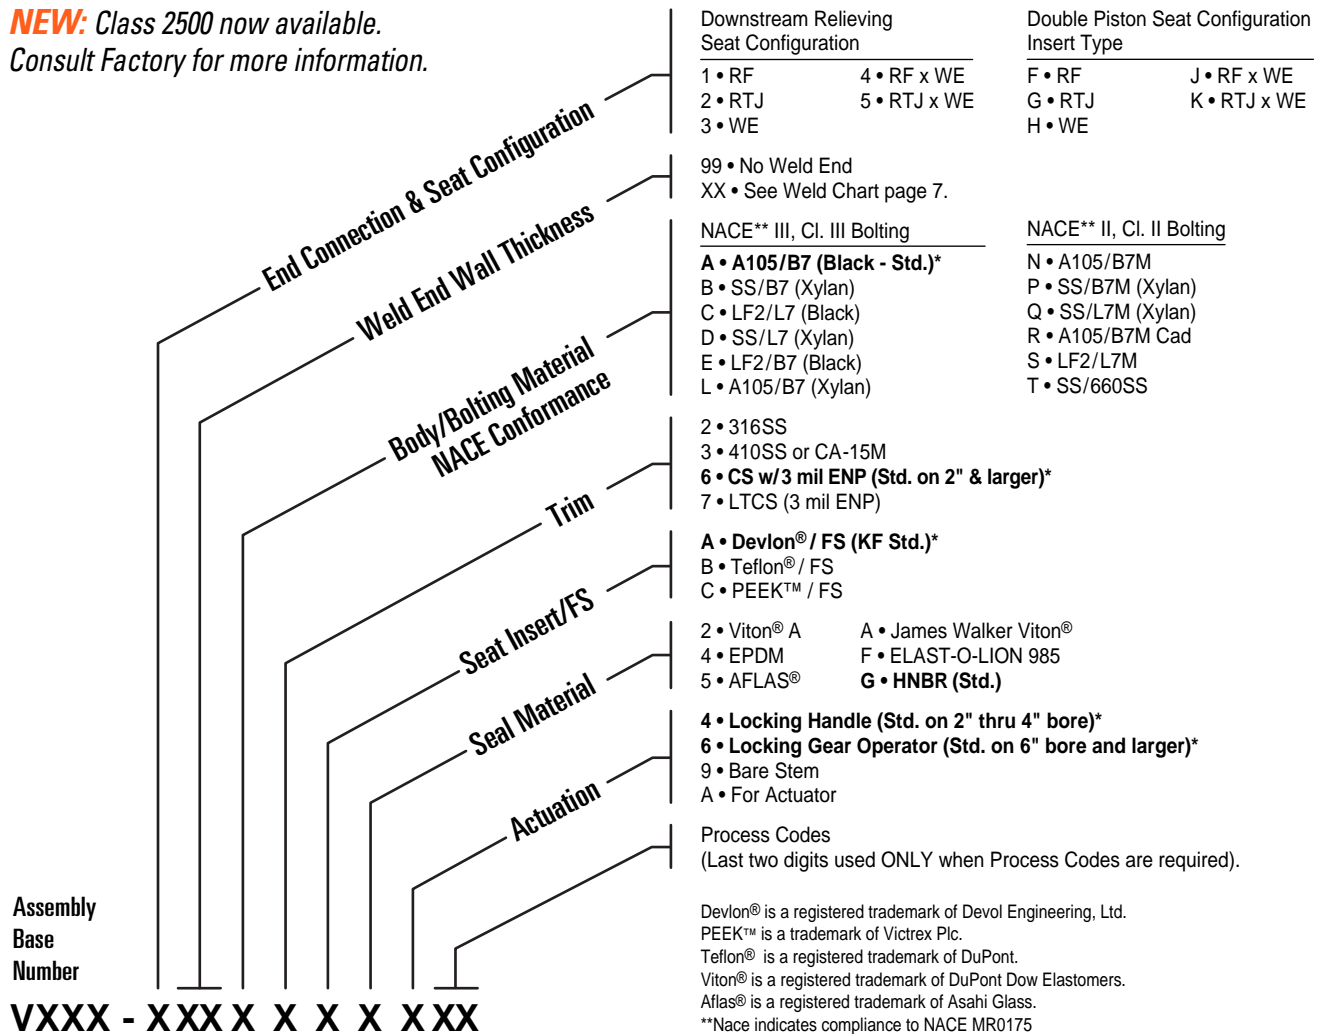 NEW: Class 2500 now available.
Consult Factory for more information.
End Connection & Seat Configuration
Downstream Relieving
Seat Configuration
1 • RF
4 • RF x WE
2 • RTJ
5 • RTJ x WE
3 • WE
Double Piston Seat Configuration
Insert Type
F • RF
J • RF x WE
G • RTJ
K • RTJ x WE
H • WE
Weld End Wall Thickness
99 • No Weld End
XX • See Weld Chart page 7.
Body/Bolting Material
NACE Conformance
NACE** III, Cl. III Bolting
A • A105/B7 (Black - Std.)*
B • SS/B7 (Xylan)
C • LF2/L7 (Black)
D • SS/L7 (Xylan)
E • LF2/B7 (Black)
L • A105/B7 (Xylan)
NACE** II, Cl. II Bolting
N • A105/B7M
P • SS/B7M (Xylan)
Q • SS/L7M (Xylan)
R • A105/B7M Cad
S • LF2/L7M
T • SS/660SS
Trim
2 • 316SS
3 • 410SS or CA-15M
6 • CS w/3 mil ENP (Std. on 2" & larger)*
7 • LTCS (3 mil ENP)
Seat Insert/FS
A • Devlon® / FS (KF Std.)*
B • Teflon® / FS
C • PEEK™ / FS
Seal Material
2 • Viton® A
A • James Walker Viton®
4 • EPDM
F • ELAST-O-LION 985
5 • AFLAS®
G • HNBR (Std.)
Actuation
4 • Locking Handle (Std. on 2" thru 4" bore)*
6 • Locking Gear Operator (Std. on 6" bore and larger)*
9 • Bare Stem
A • For Actuator
Process Codes
(Last two digits used ONLY when Process Codes are required).
Assembly
Base
Number
VXXX - X XX X X X X X XX
Devlon® is a registered trademark of Devol Engineering, Ltd.
PEEK™ is a trademark of Victrex Plc.
Teflon® is a registered trademark of DuPont.
Viton® is a registered trademark of DuPont Dow Elastomers.
Aflas® is a registered trademark of Asahi Glass.
**Nace indicates compliance to NACE MR0175